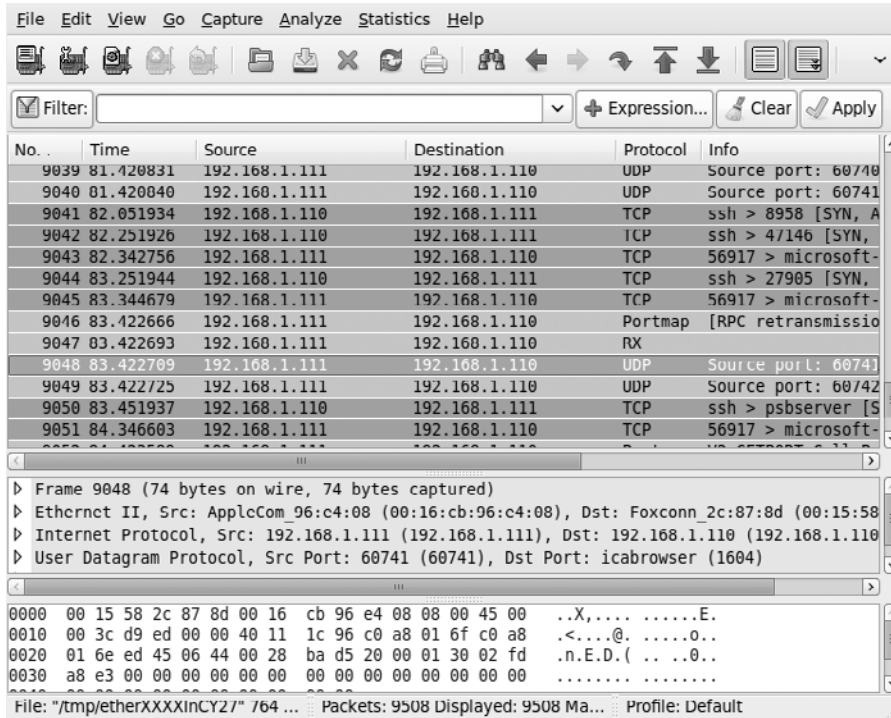 File Edit View Go Capture Analyze Statistics Help
Filter: Expression... Clear Apply
No. . Time Source Destination Protocol Info
9039 81.420831 192.168.1.111 192.168.1.110 UDP Source port: 60740
9040 81.420840 192.168.1.111 192.168.1.110 UDP Source port: 60741
9041 82.051934 192.168.1.110 192.168.1.111 TCP ssh > 8958 [SYN, A
9042 82.251926 192.168.1.110 192.168.1.111 TCP ssh > 47146 [SYN,
9043 82.342756 192.168.1.111 192.168.1.110 TCP 56917 > microsoft-
9044 83.251944 192.168.1.110 192.168.1.111 TCP ssh > 27905 [SYN,
9045 83.344679 192.168.1.111 192.168.1.110 TCP 56917 > microsoft-
9046 83.422666 192.168.1.111 192.168.1.110 Portmap [RPC retransmissio
9047 83.422693 192.168.1.111 192.168.1.110 RX
9048 83.422709 192.168.1.111 192.168.1.110 UDP Source port: 60741
9049 83.422725 192.168.1.111 192.168.1.110 UDP Source port: 60742
9050 83.451937 192.168.1.110 192.168.1.111 TCP ssh > psbserver [S
9051 84.346603 192.168.1.111 192.168.1.110 TCP 56917 > microsoft-
Frame 9048 (74 bytes on wire, 74 bytes captured)
Ethernet II, Src: AppleCom_96:e4:08 (00:16:cb:96:e4:08), Dst: Foxconn_2c:87:8d (00:15:58
Internet Protocol, Src: 192.168.1.111 (192.168.1.111), Dst: 192.168.1.110 (192.168.1.110
User Datagram Protocol, Src Port: 60741 (60741), Dst Port: icabrowser (1604)
0000 00 15 58 2c 87 8d 00 16 cb 96 e4 08 08 00 45 00 ..X,.... ......E.
0010 00 3c d9 ed 00 00 40 11 1c 96 c0 a8 01 6f c0 a8 .<....@. .....o..
0020 01 6e ed 45 06 44 00 28 ba d5 20 00 01 30 02 fd .n.E.D.( .. ..0..
0030 a8 e3 00 00 00 00 00 00 00 00 00 00 00 00 00 00 ........ ........
File: "/tmp/etherXXXXInCY27" 764 ... Packets: 9508 Displayed: 9508 Ma... Profile: Default